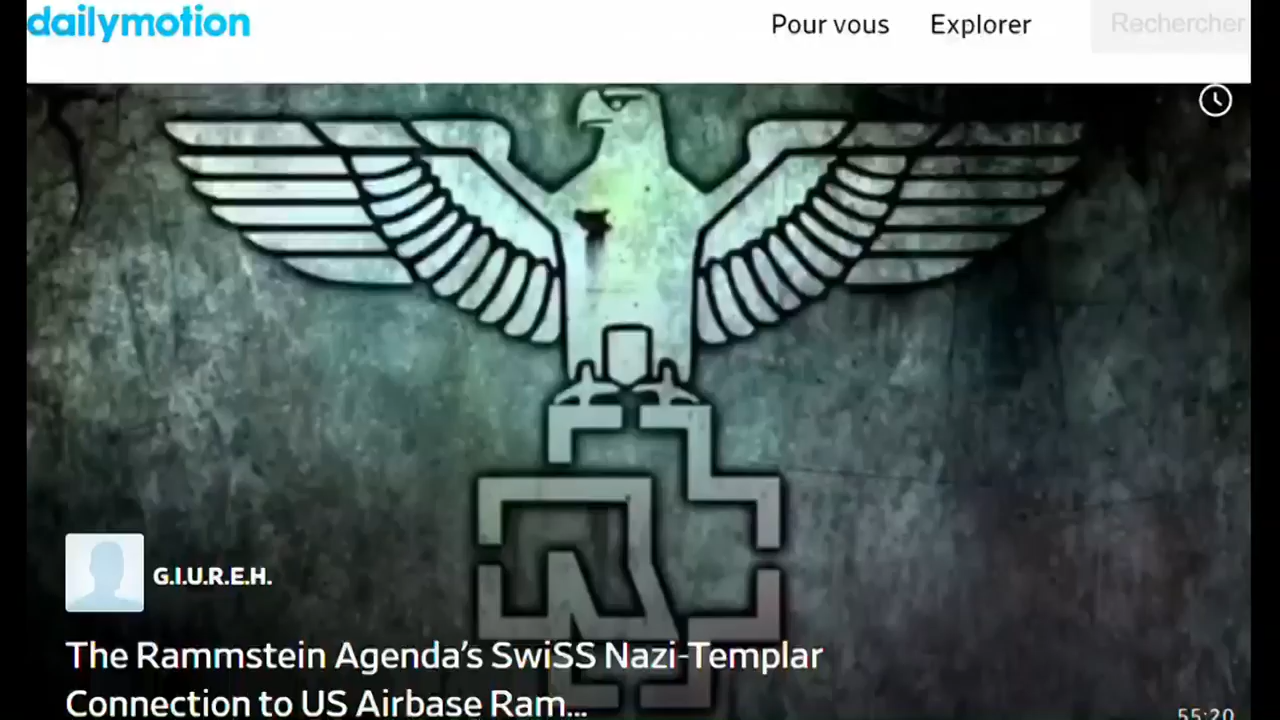 dailymotion
Pour vous Explorer Rechercher
G.I.U.R.E.H.
The Rammstein Agenda's SwiSS Nazi-Templar
Connection to US Airbase Ram...
55:20